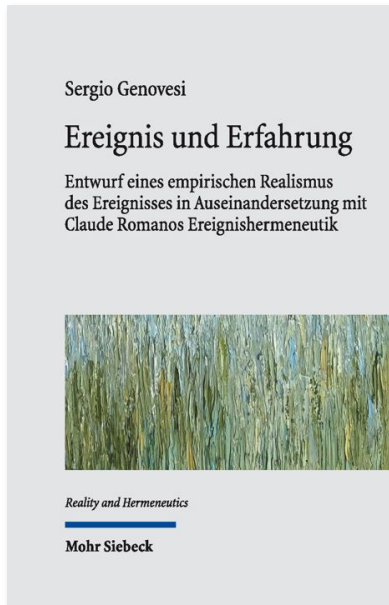 Sergio Genovesi
Ereignis und Erfahrung
Entwurf eines empirischen Realismus
des Ereignisses in Auseinandersetzung mit
Claude Romanos Ereignishermeneutik
Reality and Hermeneutics
Mohr Siebeck